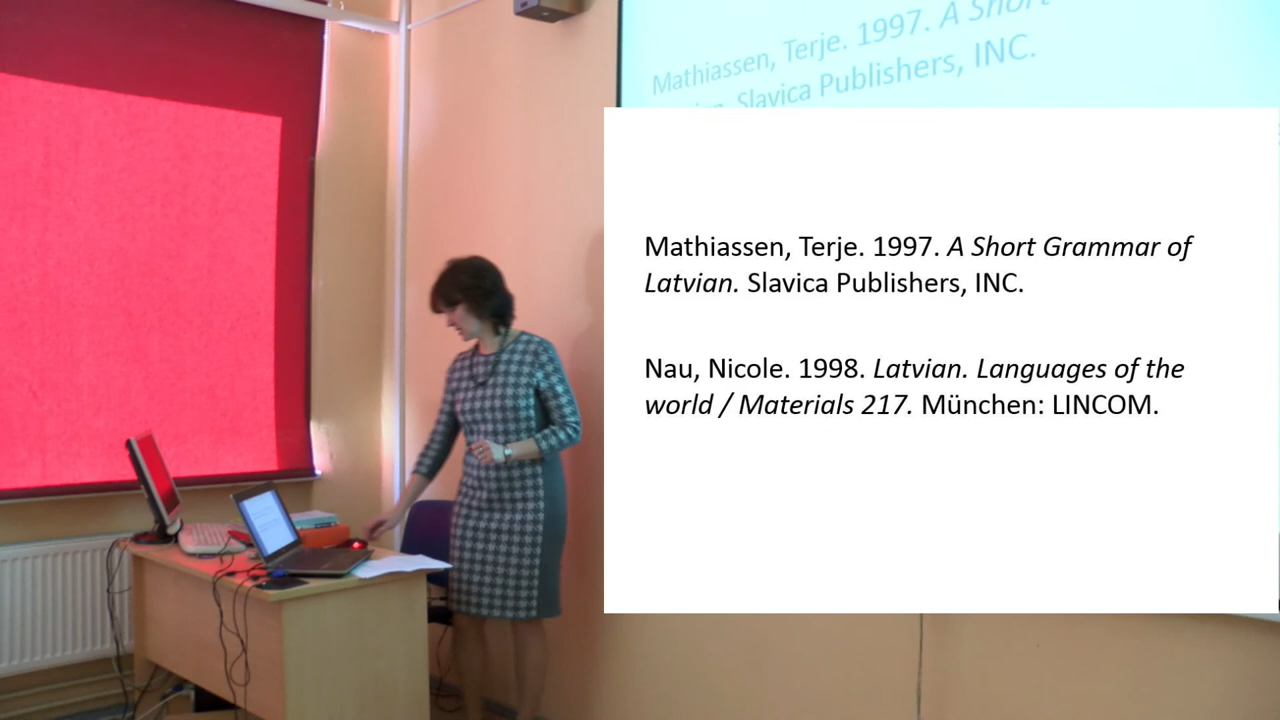 Mathiassen, Terje. 1997. A Short
Slavica Publishers, INC.
Mathiassen, Terje. 1997. A Short Grammar of
Latvian. Slavica Publishers, INC.
Nau, Nicole. 1998. Latvian. Languages of the
world / Materials 217. München: LINCOM.